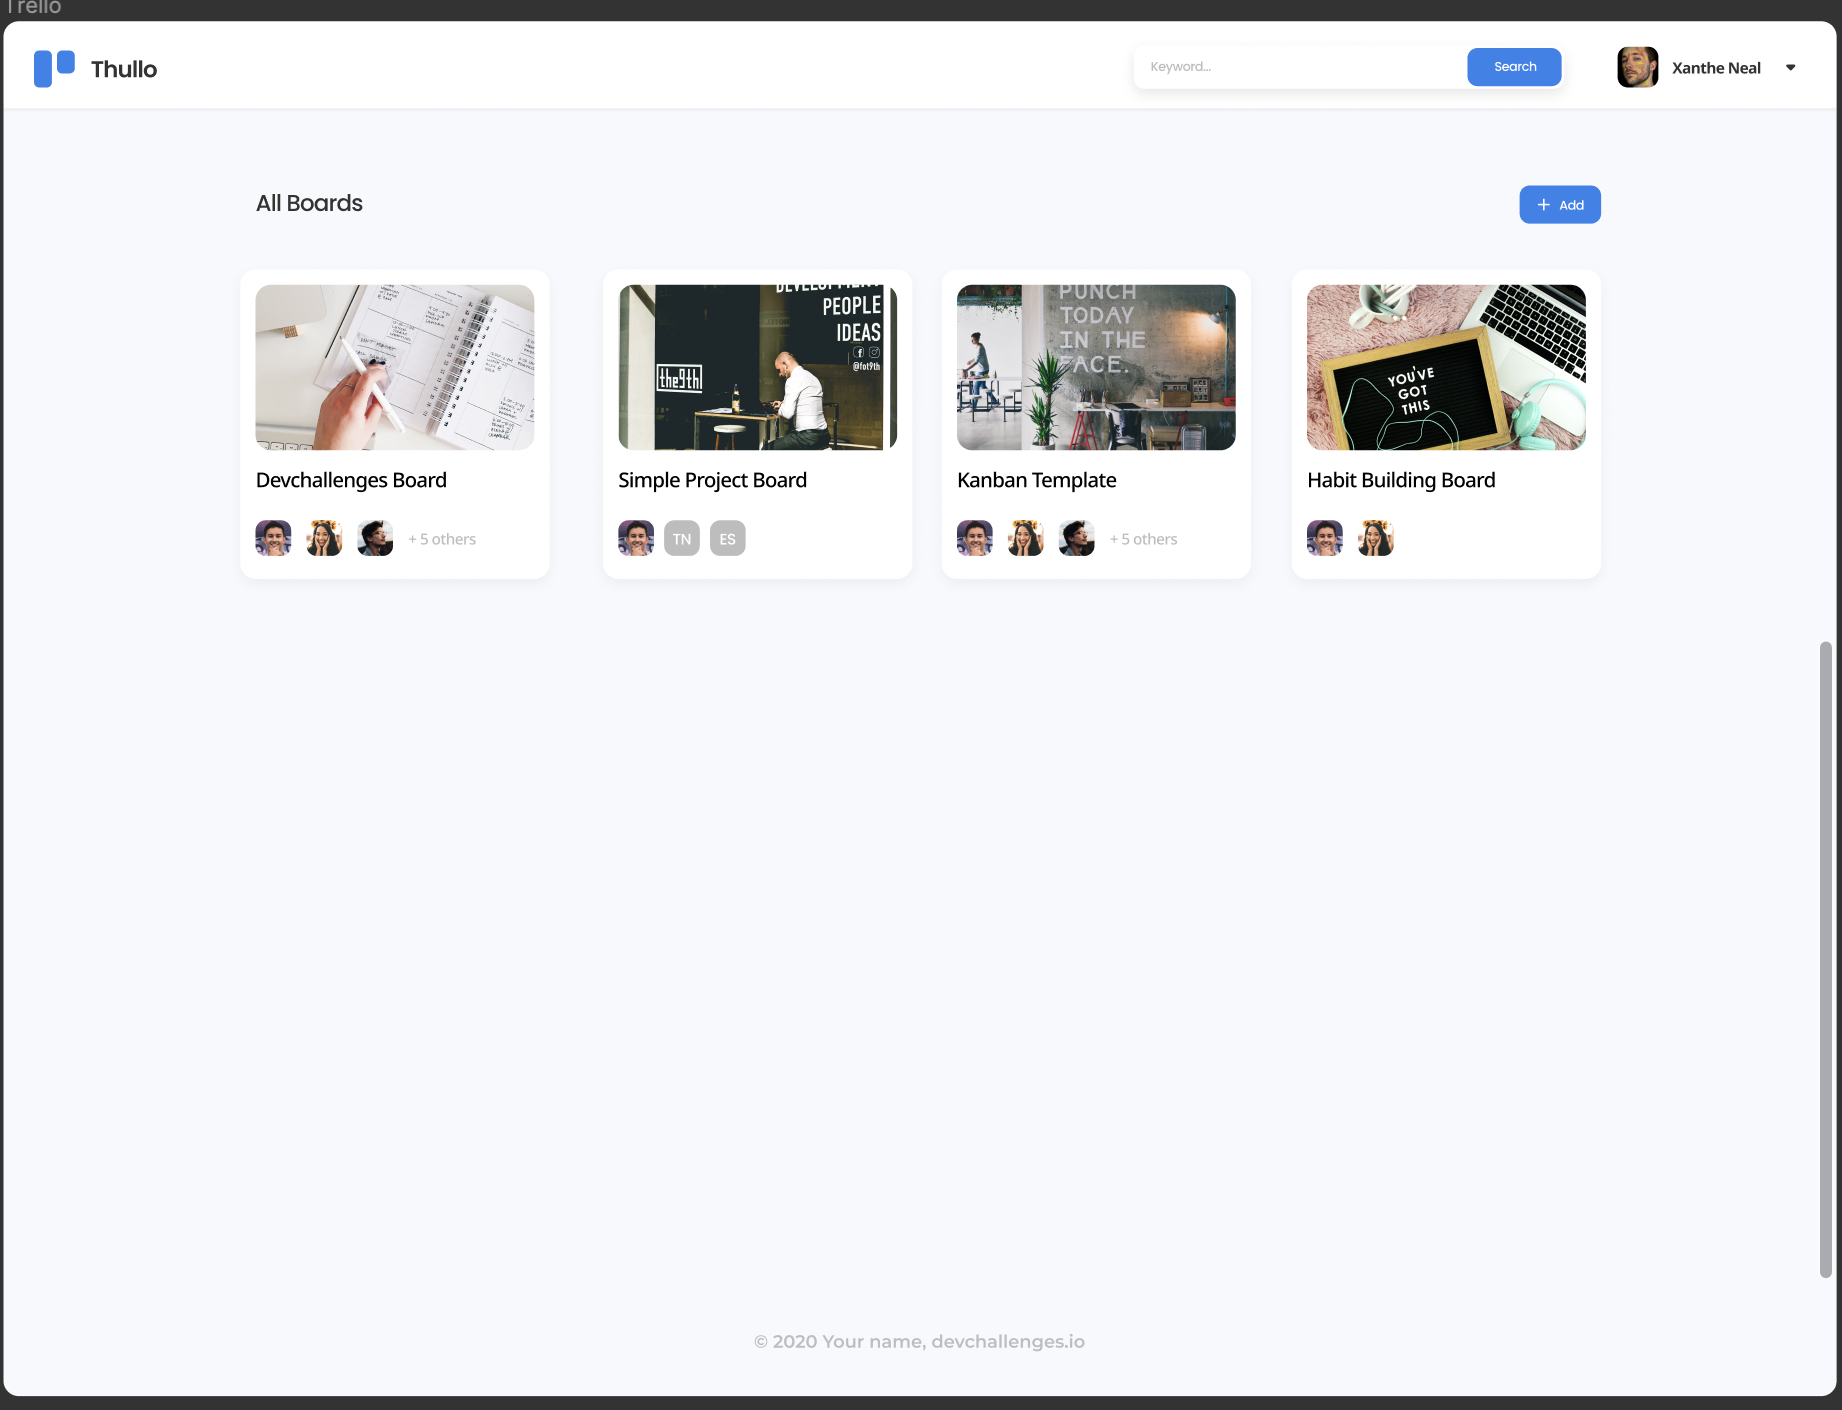 Trello
Thullo
Keyword...
Search
Xanthe Neal
All Boards
+ Add
DEVELOPMENT
PEOPLE
IDEAS
@fot9th
the9th
PUNCH
TODAY
IN THE
FACE.
YOU'VE
GOT
THIS
Devchallenges Board
Simple Project Board
Kanban Template
Habit Building Board
+ 5 others
TN
ES
+ 5 others
© 2020 Your name, devchallenges.io